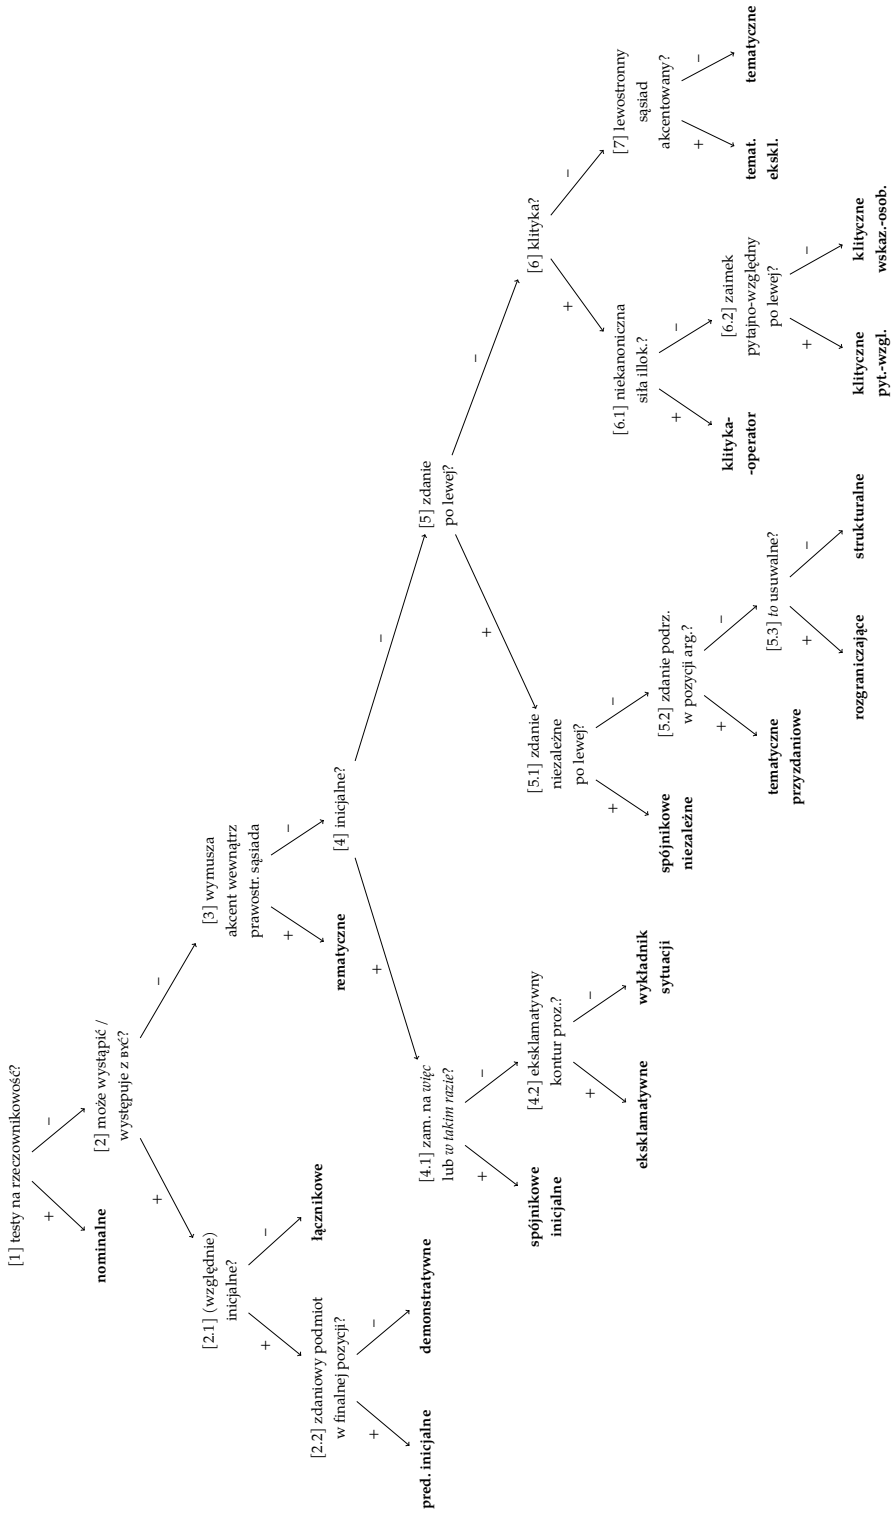 [1] testy na rzeczownikowość?
+
–
nominalne
[2] może wystąpić /
występuje z BYĆ?
+
–
[2.1] (względnie)
inicjalne?
+
–
[2.2] zdaniowy podmiot
w finalnej pozycji?
+
–
pred. inicjalne
demonstratywne
łącznikowe
[3] wymusza
akcent wewnątrz
prawostr. sąsiada
+
–
rematyczne
[4] inicjalne?
+
–
[4.1] zam. na więc
lub w takim razie?
+
–
spójnikowe
inicjalne
[4.2] eksklamatywny
kontur proz.?
+
–
eksklamatywne
wykładnik
sytuacji
[5] zdanie
po lewej?
+
–
[5.1] zdanie
niezależne
po lewej?
+
–
spójnikowe
niezależne
[5.2] zdanie podrz.
w pozycji arg.?
+
–
tematyczne
przyzdaniowe
[5.3] to usuwalne?
+
–
rozgraniczające
strukturalne
[6] klityka?
+
–
[6.1] niekanoniczna
siła illok.?
+
–
klityka-
-operator
[6.2] zaimek
pytajno-względny
po lewej?
+
–
klityczne
pyt.-wzgl.
klityczne
wskaz.-osob.
[7] lewostronny
sąsiad
akcentowany?
+
–
temat.
ekskl.
tematyczne